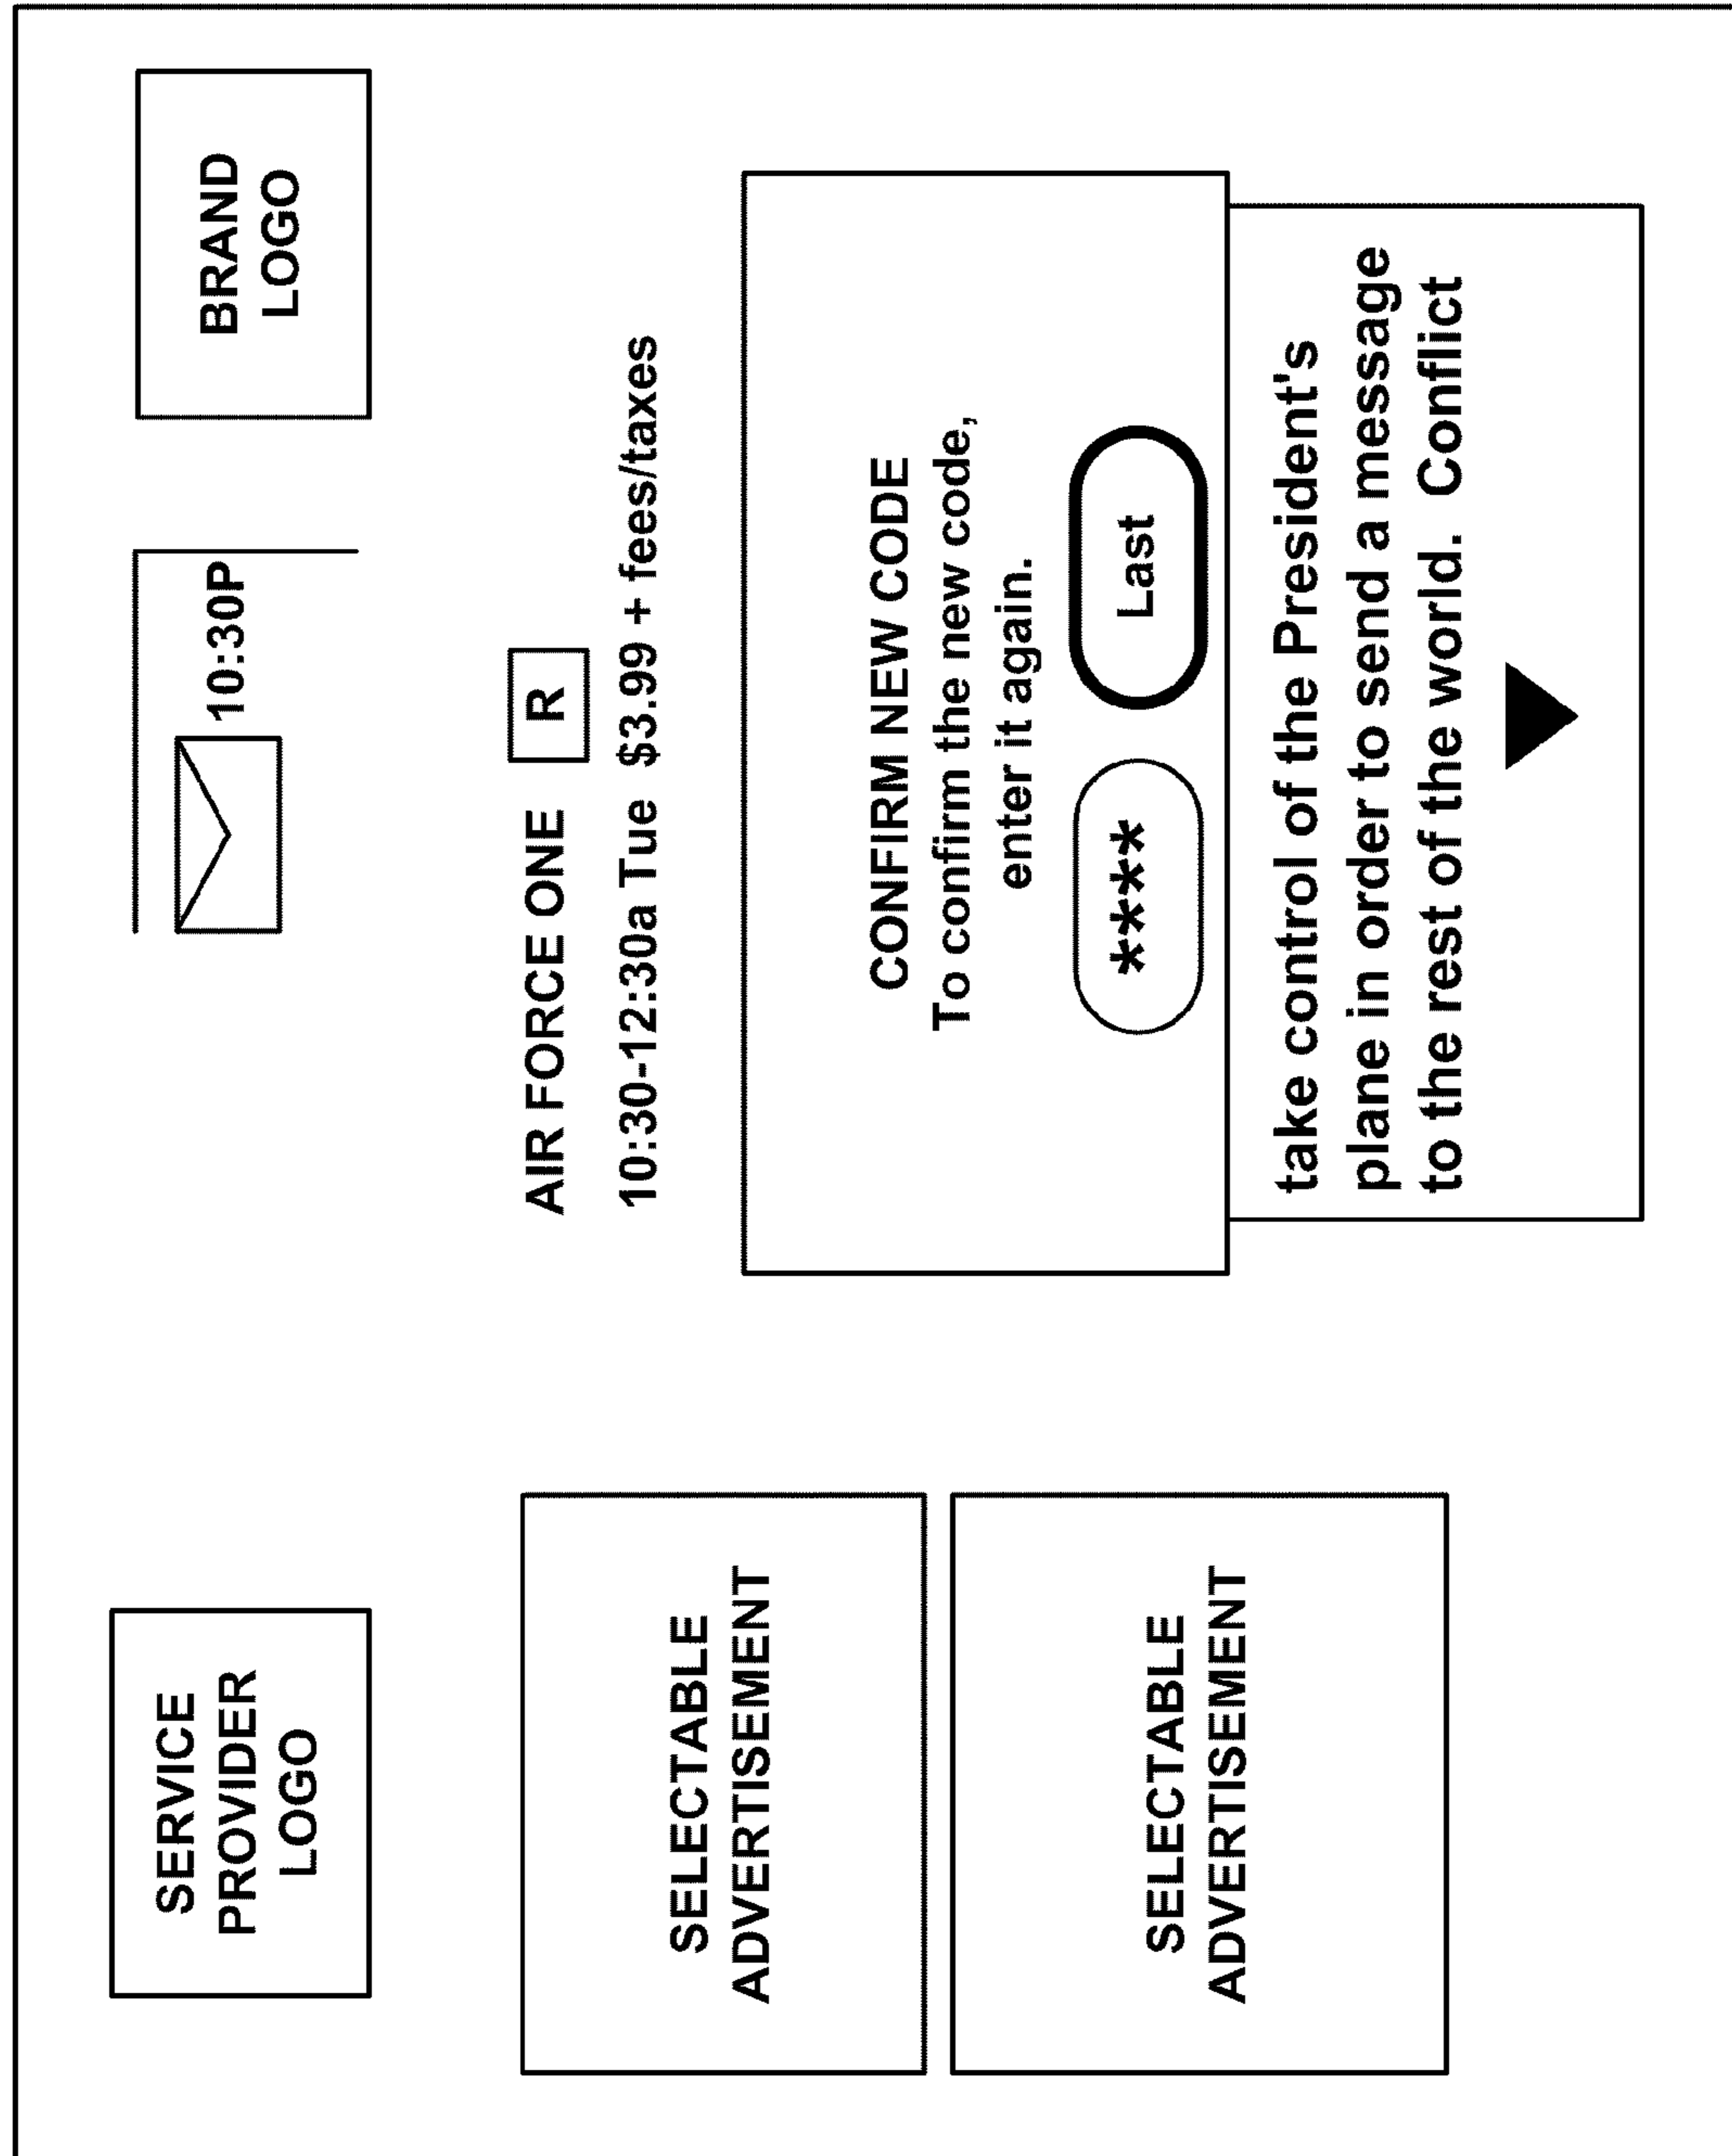 SERVICE
PROVIDER
LOGO
10:30P
BRAND
LOGO
SELECTABLE
ADVERTISEMENT
SELECTABLE
ADVERTISEMENT
AIR FORCE ONE R
10:30-12:30a Tue $3.99 + fees/taxes
CONFIRM NEW CODE
To confirm the new code,
enter it again.
**** Last
take control of the President's
plane in order to send a message
to the rest of the world. Conflict